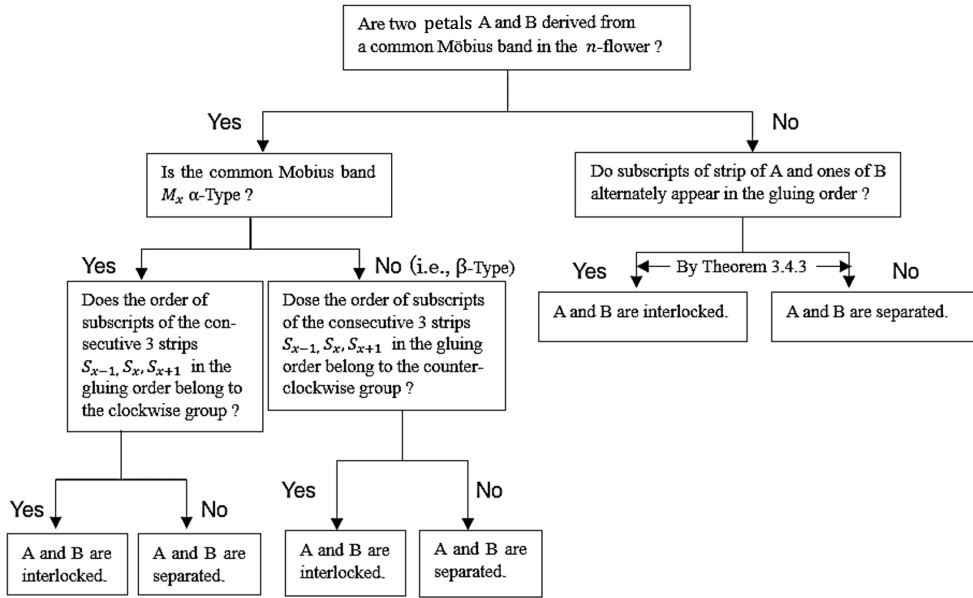 Are two petals A and B derived from
a common Möbius band in the n-flower ?
Yes
No
Is the common Mobius band
Mₓ α-Type ?
Do subscripts of strip of A and ones of B
alternately appear in the gluing order ?
Yes
No (i.e., β-Type)
Yes
By Theorem 3.4.3
No
Does the order of
subscripts of the con-
secutive 3 strips
Sₓ₋₁, Sₓ, Sₓ₊₁ in the
gluing order belong to
the clockwise group ?
Dose the order of subscripts
of the consecutive 3 strips
Sₓ₋₁, Sₓ, Sₓ₊₁ in the gluing
order belong to the counter-
clockwise group ?
A and B are interlocked.
A and B are separated.
Yes
No
Yes
No
A and B are
interlocked.
A and B are
separated.
A and B are
interlocked.
A and B are
separated.